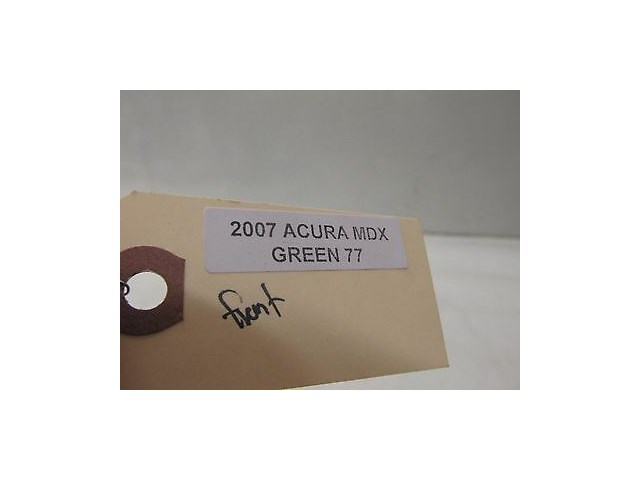 2007 ACURA MDX
GREEN 77
front